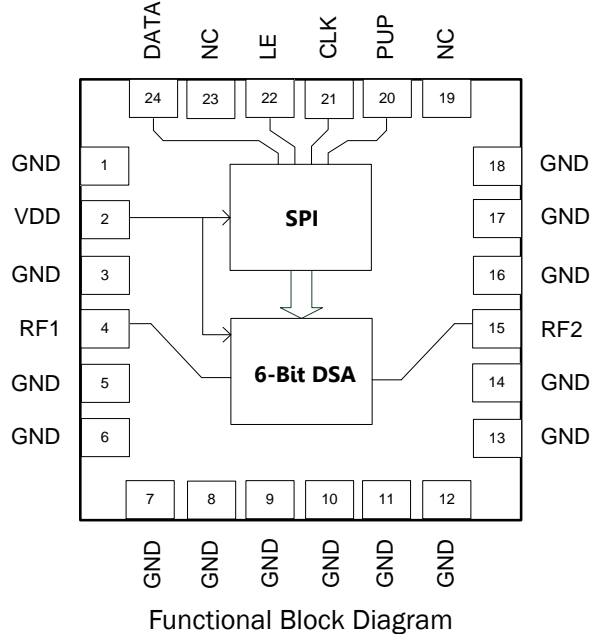 DATA NC LE CLK PUP NC
24 23 22 21 20 19
GND 1 18 GND
VDD 2 SPI 17 GND
GND 3 16 GND
RF1 4 15 RF2
GND 5 6-Bit DSA 14 GND
GND 6 13 GND
7 8 9 10 11 12
GND GND GND GND GND GND
Functional Block Diagram